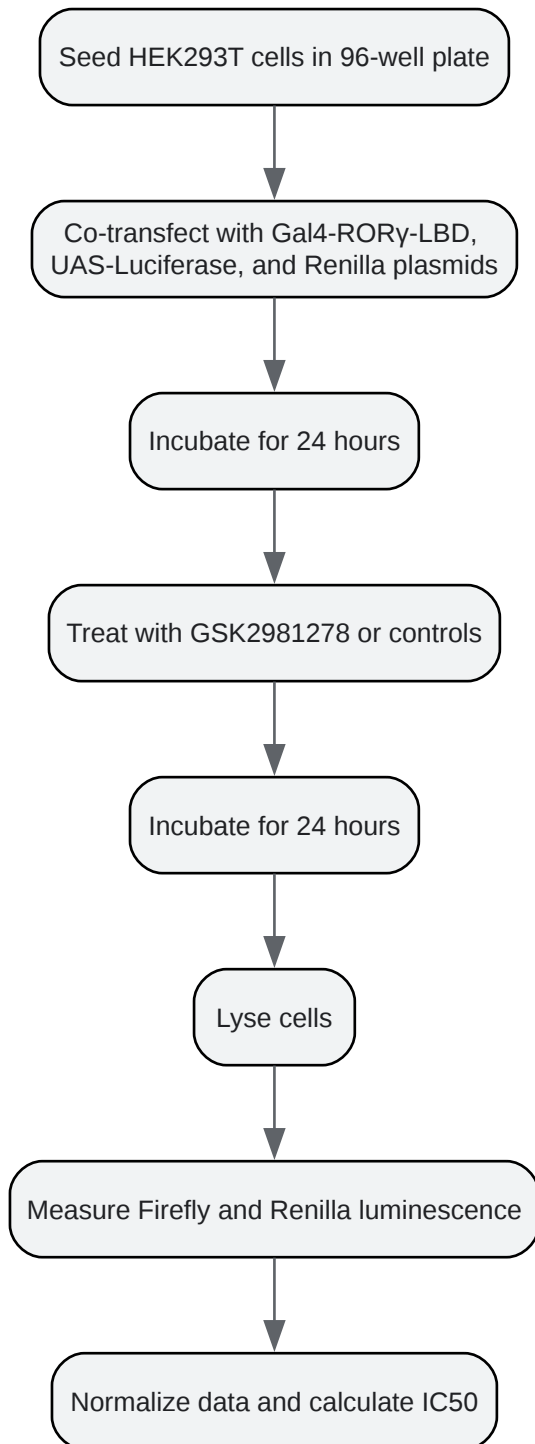 Seed HEK293T cells in 96-well plate
Co-transfect with Gal4-RORγ-LBD,
UAS-Luciferase, and Renilla plasmids
Incubate for 24 hours
Treat with GSK2981278 or controls
Incubate for 24 hours
Lyse cells
Measure Firefly and Renilla luminescence
Normalize data and calculate IC50